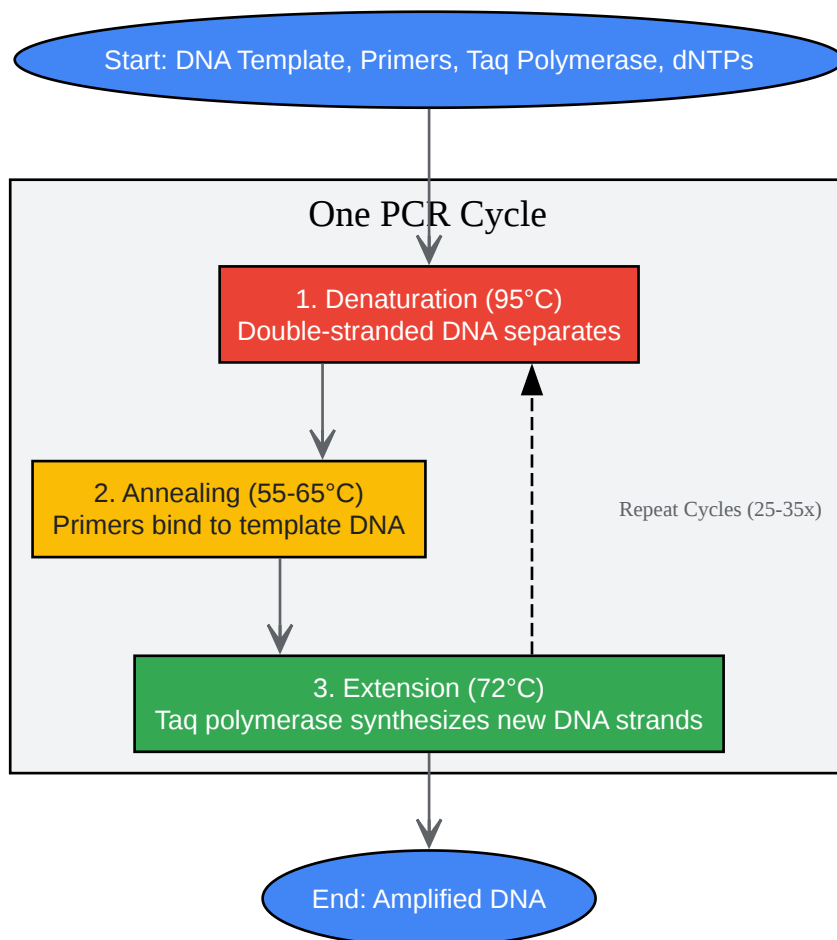 Start: DNA Template, Primers, Taq Polymerase, dNTPs
One PCR Cycle
1. Denaturation (95°C)
Double-stranded DNA separates
2. Annealing (55-65°C)
Primers bind to template DNA
Repeat Cycles (25-35x)
3. Extension (72°C)
Taq polymerase synthesizes new DNA strands
End: Amplified DNA